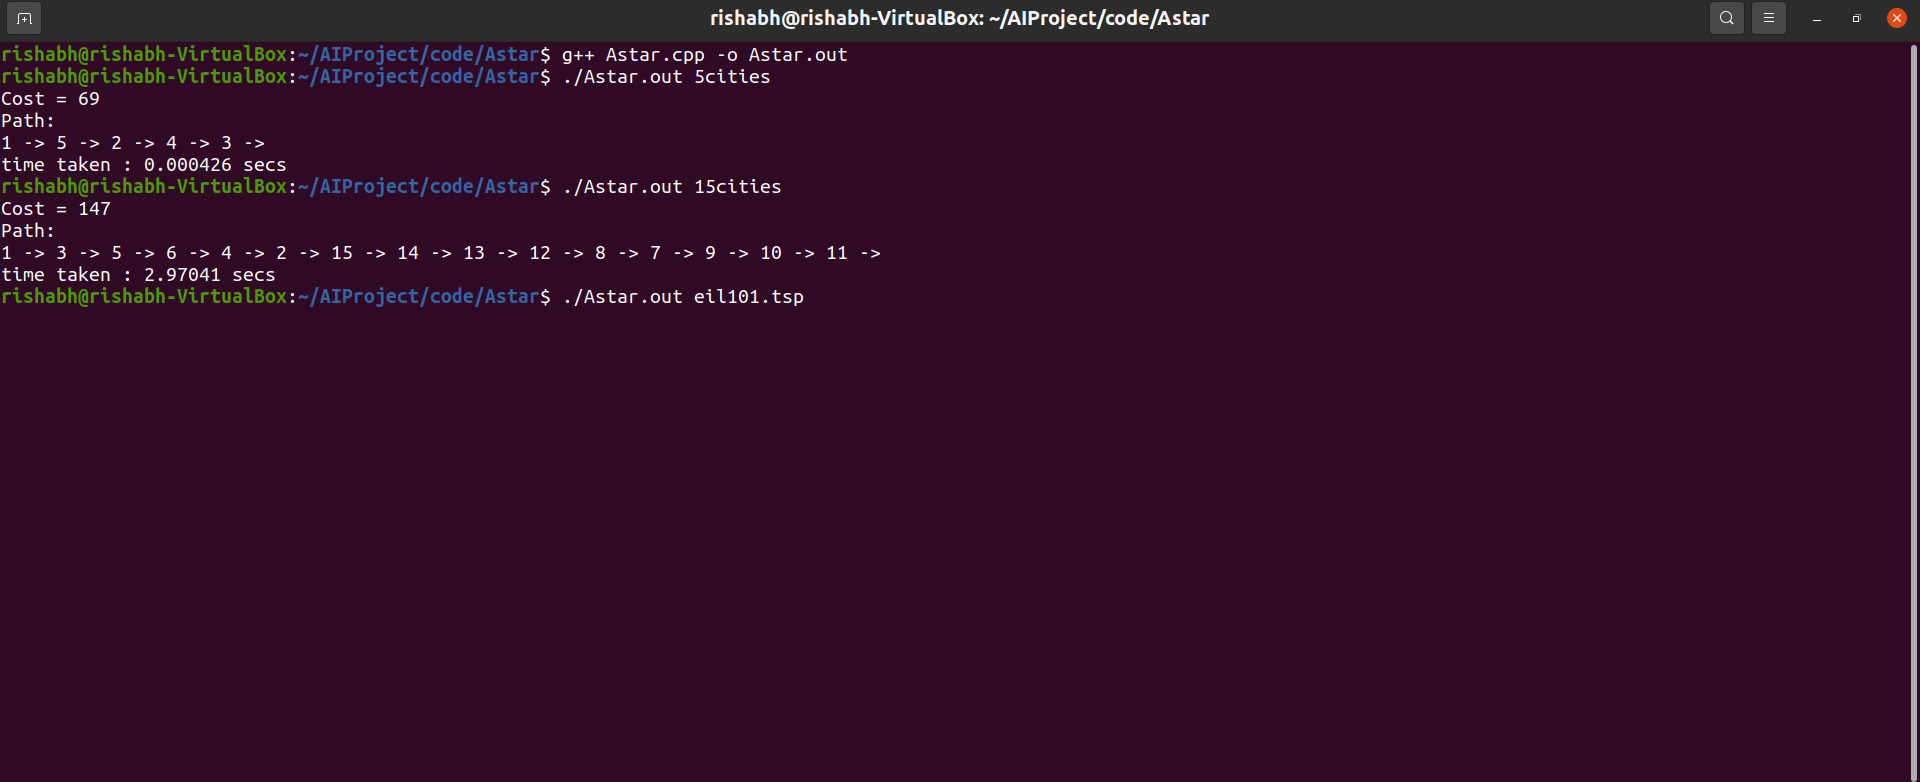 rishabh@rishabh-VirtualBox: ~/AIProject/code/Astar
rishabh@rishabh-VirtualBox:~/AIProject/code/Astar$ g++ Astar.cpp -o Astar.out
rishabh@rishabh-VirtualBox:~/AIProject/code/Astar$ ./Astar.out 5cities
Cost = 69
Path:
1 -> 5 -> 2 -> 4 -> 3 ->
time taken : 0.000426 secs
rishabh@rishabh-VirtualBox:~/AIProject/code/Astar$ ./Astar.out 15cities
Cost = 147
Path:
1 -> 3 -> 5 -> 6 -> 4 -> 2 -> 15 -> 14 -> 13 -> 12 -> 8 -> 7 -> 9 -> 10 -> 11 ->
time taken : 2.97041 secs
rishabh@rishabh-VirtualBox:~/AIProject/code/Astar$ ./Astar.out eil101.tsp